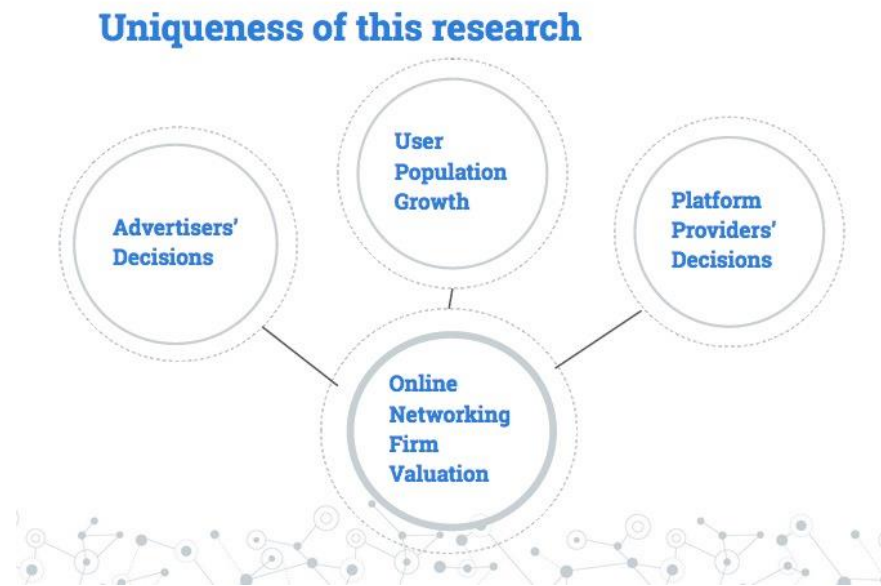 Uniqueness of this research
User
Population
Growth
Advertisers’
Decisions
Platform
Providers’
Decisions
Online
Networking
Firm
Valuation